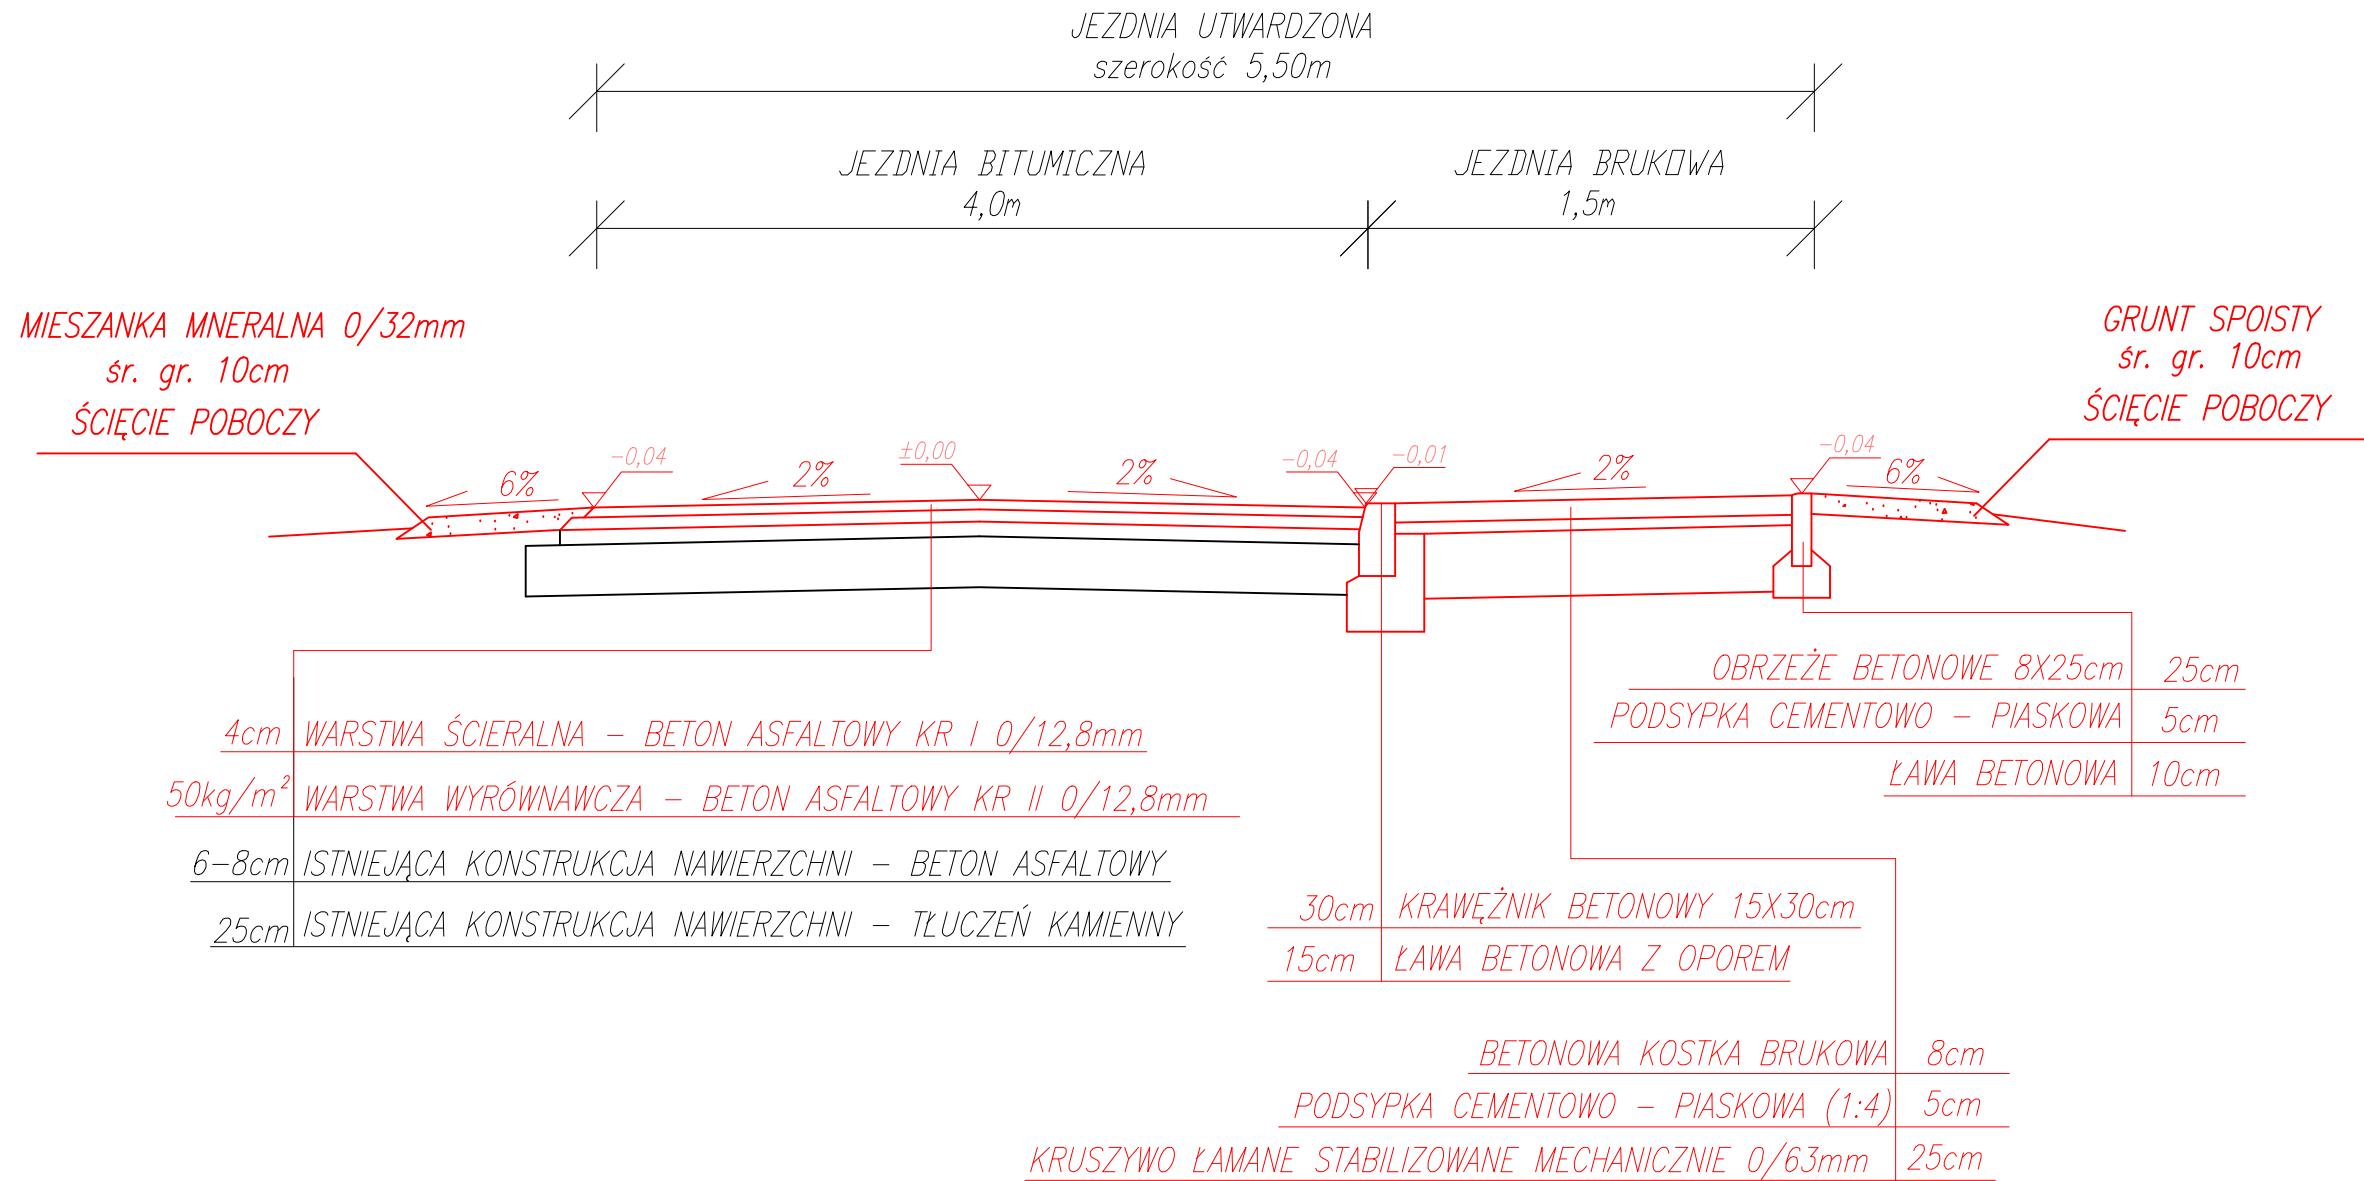 JEZDNIA UTWARDZONA
szerokość 5,50m
JEZDNIA BITUMICZNA
4,0m
JEZDNIA BRUKOWA
1,5m
MIESZANKA MNERALNA 0/32mm
śr. gr. 10cm
ŚCIĘCIE POBOCZY
GRUNT SPOISTY
śr. gr. 10cm
ŚCIĘCIE POBOCZY
6%
-0,04
2%
±0,00
2%
-0,04
-0,01
2%
-0,04
6%
OBRZEŻE BETONOWE 8X25cm 25cm
PODSYPKA CEMENTOWO - PIASKOWA 5cm
ŁAWA BETONOWA 10cm
4cm WARSTWA ŚCIERALNA - BETON ASFALTOWY KR I 0/12,8mm
50kg/m² WARSTWA WYRÓWNAWCZA - BETON ASFALTOWY KR II 0/12,8mm
6-8cm ISTNIEJĄCA KONSTRUKCJA NAWIERZCHNI - BETON ASFALTOWY
25cm ISTNIEJĄCA KONSTRUKCJA NAWIERZCHNI - TŁUCZEŃ KAMIENNY
30cm KRAWĘŻNIK BETONOWY 15X30cm
15cm ŁAWA BETONOWA Z OPOREM
BETONOWA KOSTKA BRUKOWA 8cm
PODSYPKA CEMENTOWO - PIASKOWA (1:4) 5cm
KRUSZYWO ŁAMANE STABILIZOWANE MECHANICZNIE 0/63mm 25cm